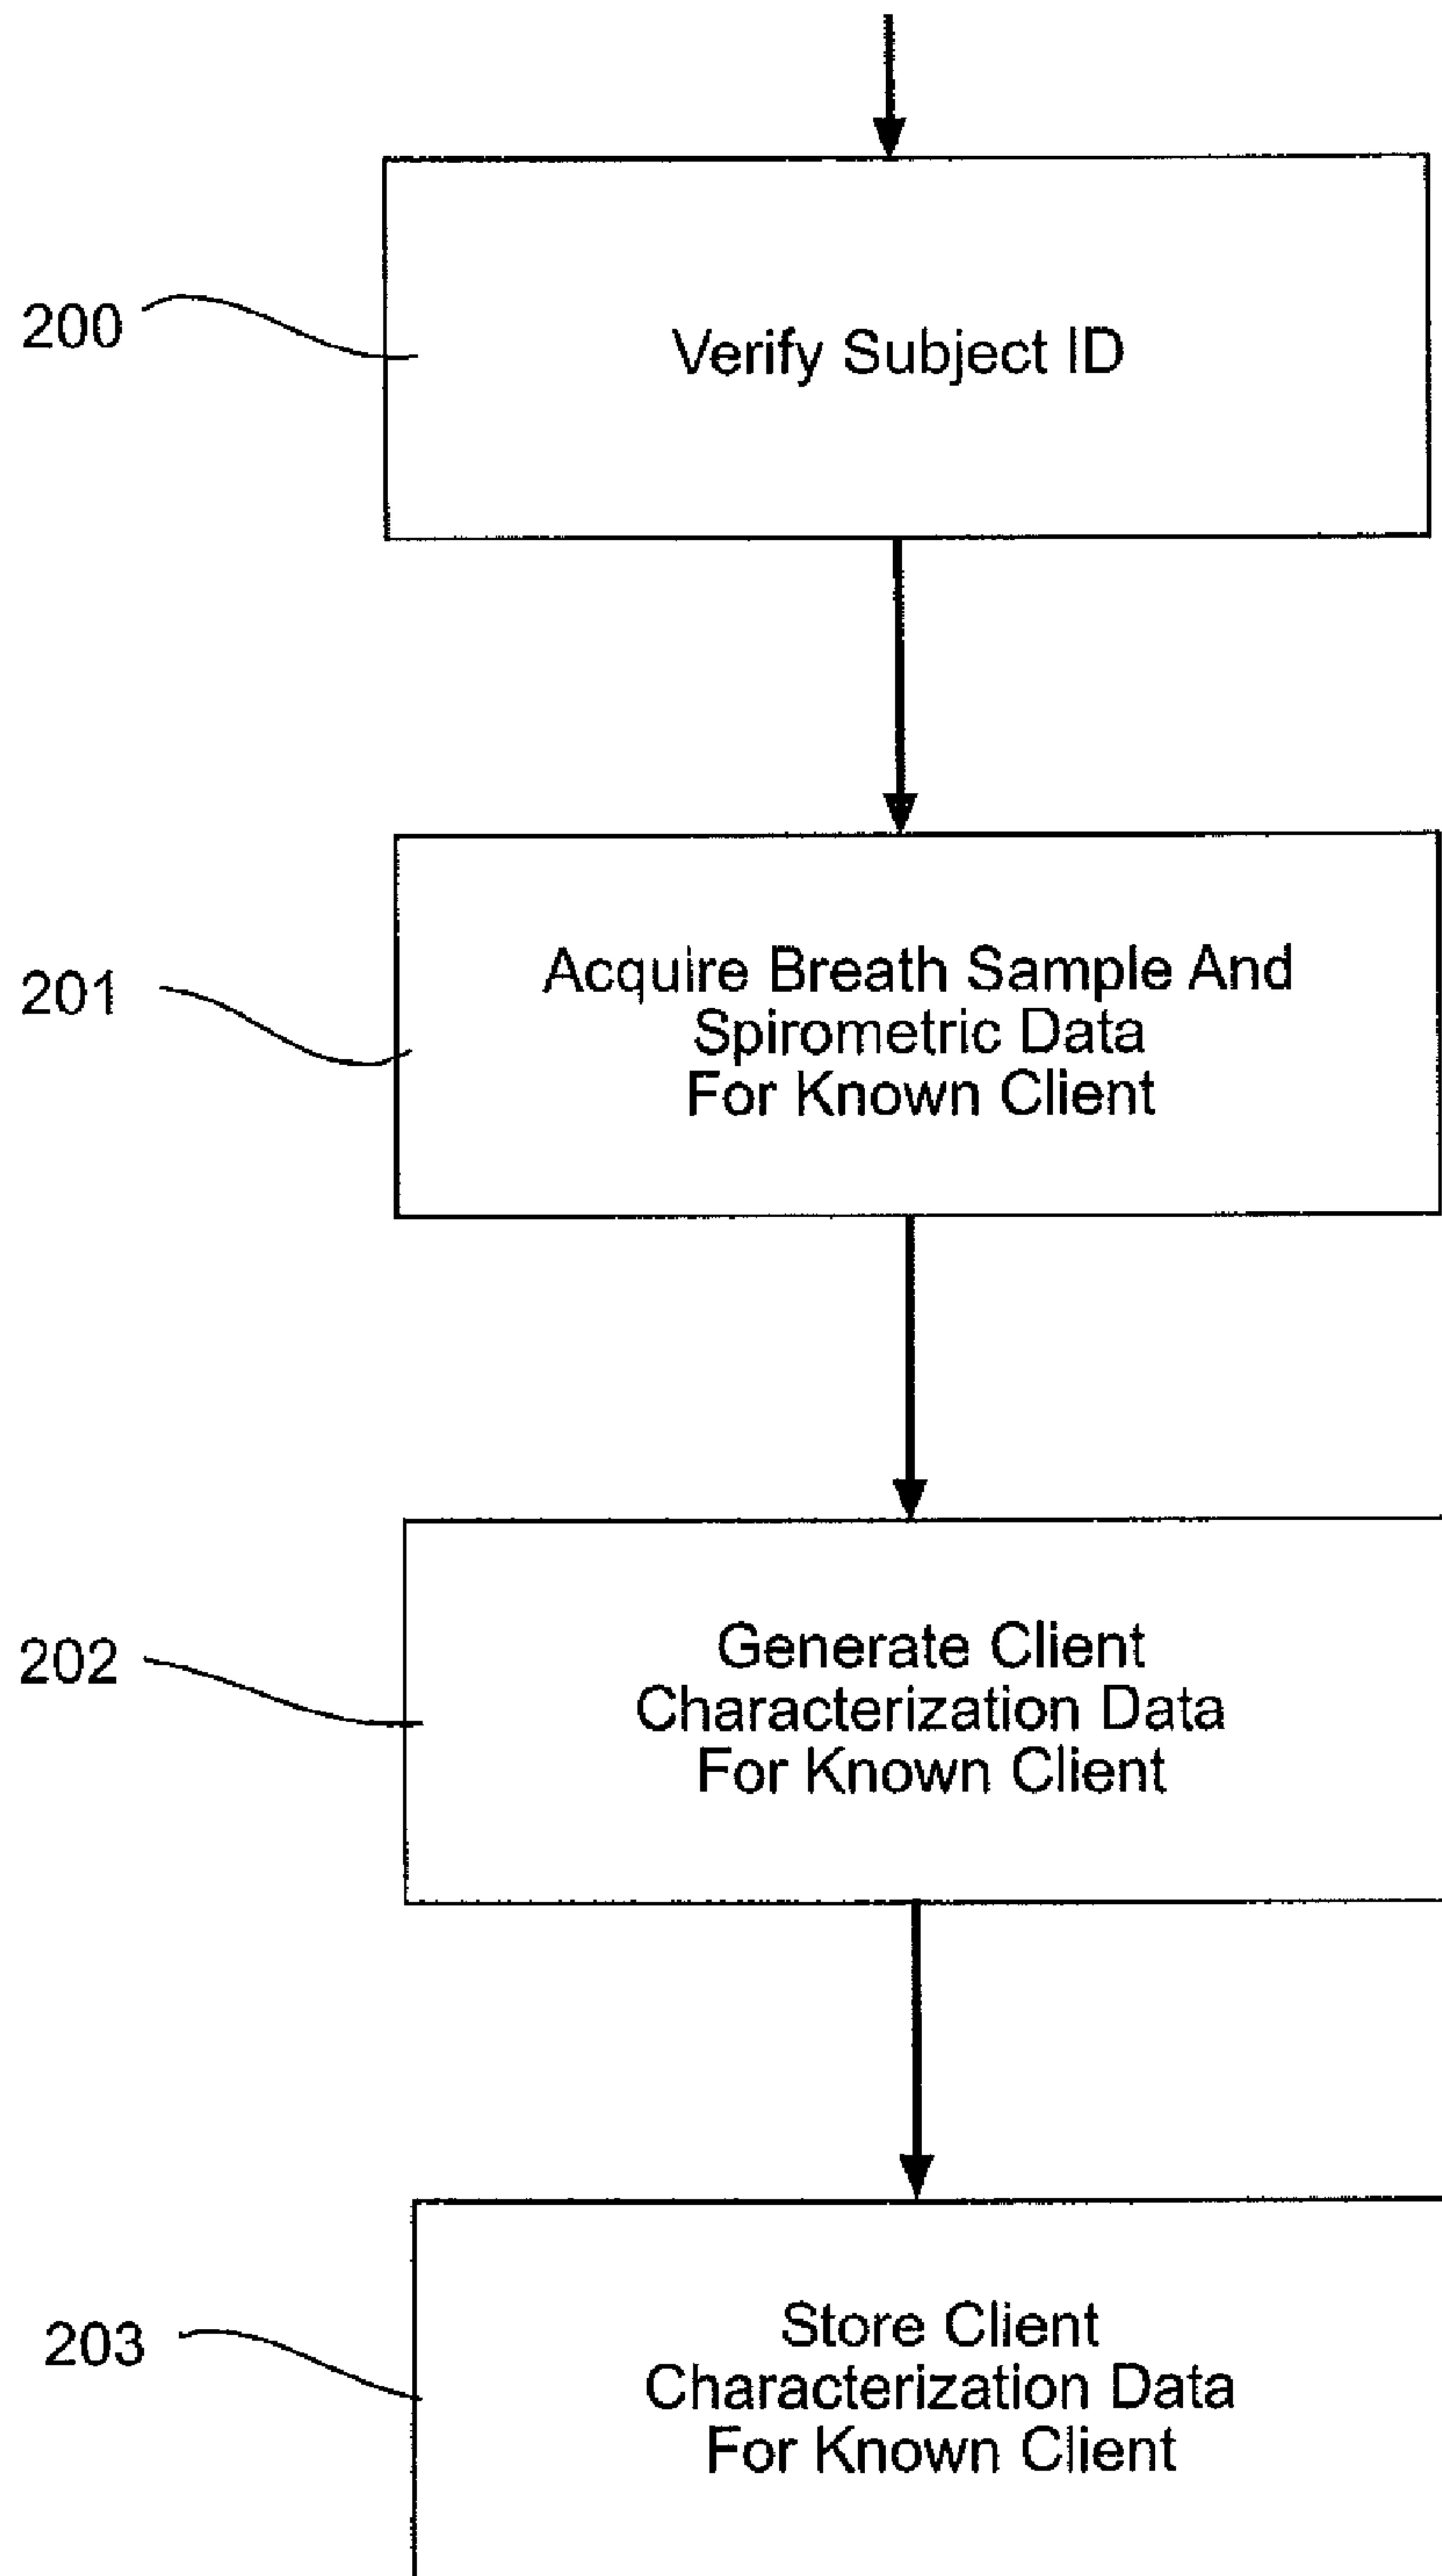 200
Verify Subject ID
201
Acquire Breath Sample And
Spirometric Data
For Known Client
202
Generate Client
Characterization Data
For Known Client
203
Store Client
Characterization Data
For Known Client